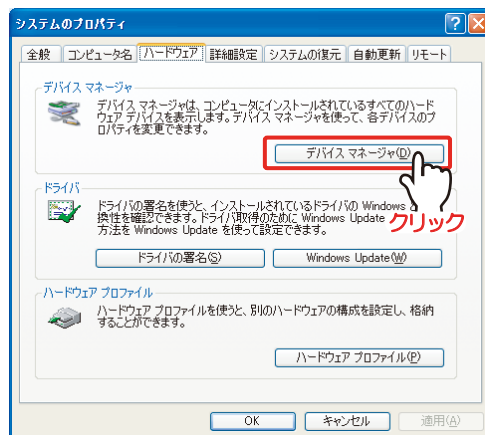 システムのプロパティ
全般 コンピュータ名 ハードウェア 詳細設定 システムの復元 自動更新 リモート
デバイス マネージャ
デバイス マネージャは、コンピュータにインストールされているすべてのハード
ウェア デバイスを表示します。デバイス マネージャを使って、各デバイスのプ
ロパティを変更できます。
デバイス マネージャ(D)
ドライバ
ドライバの署名を使うと、インストールされているドライバの Windows
換性を確認できます。ドライバ取得のために Windows Update
方法を Windows Update を使って設定できます。
クリック
ドライバの署名(S) Windows Update(W)
ハードウェア プロファイル
ハードウェア プロファイルを使うと、別のハードウェアの構成を設定し、格納
することができます。
ハードウェア プロファイル(P)
OK キャンセル 適用(A)